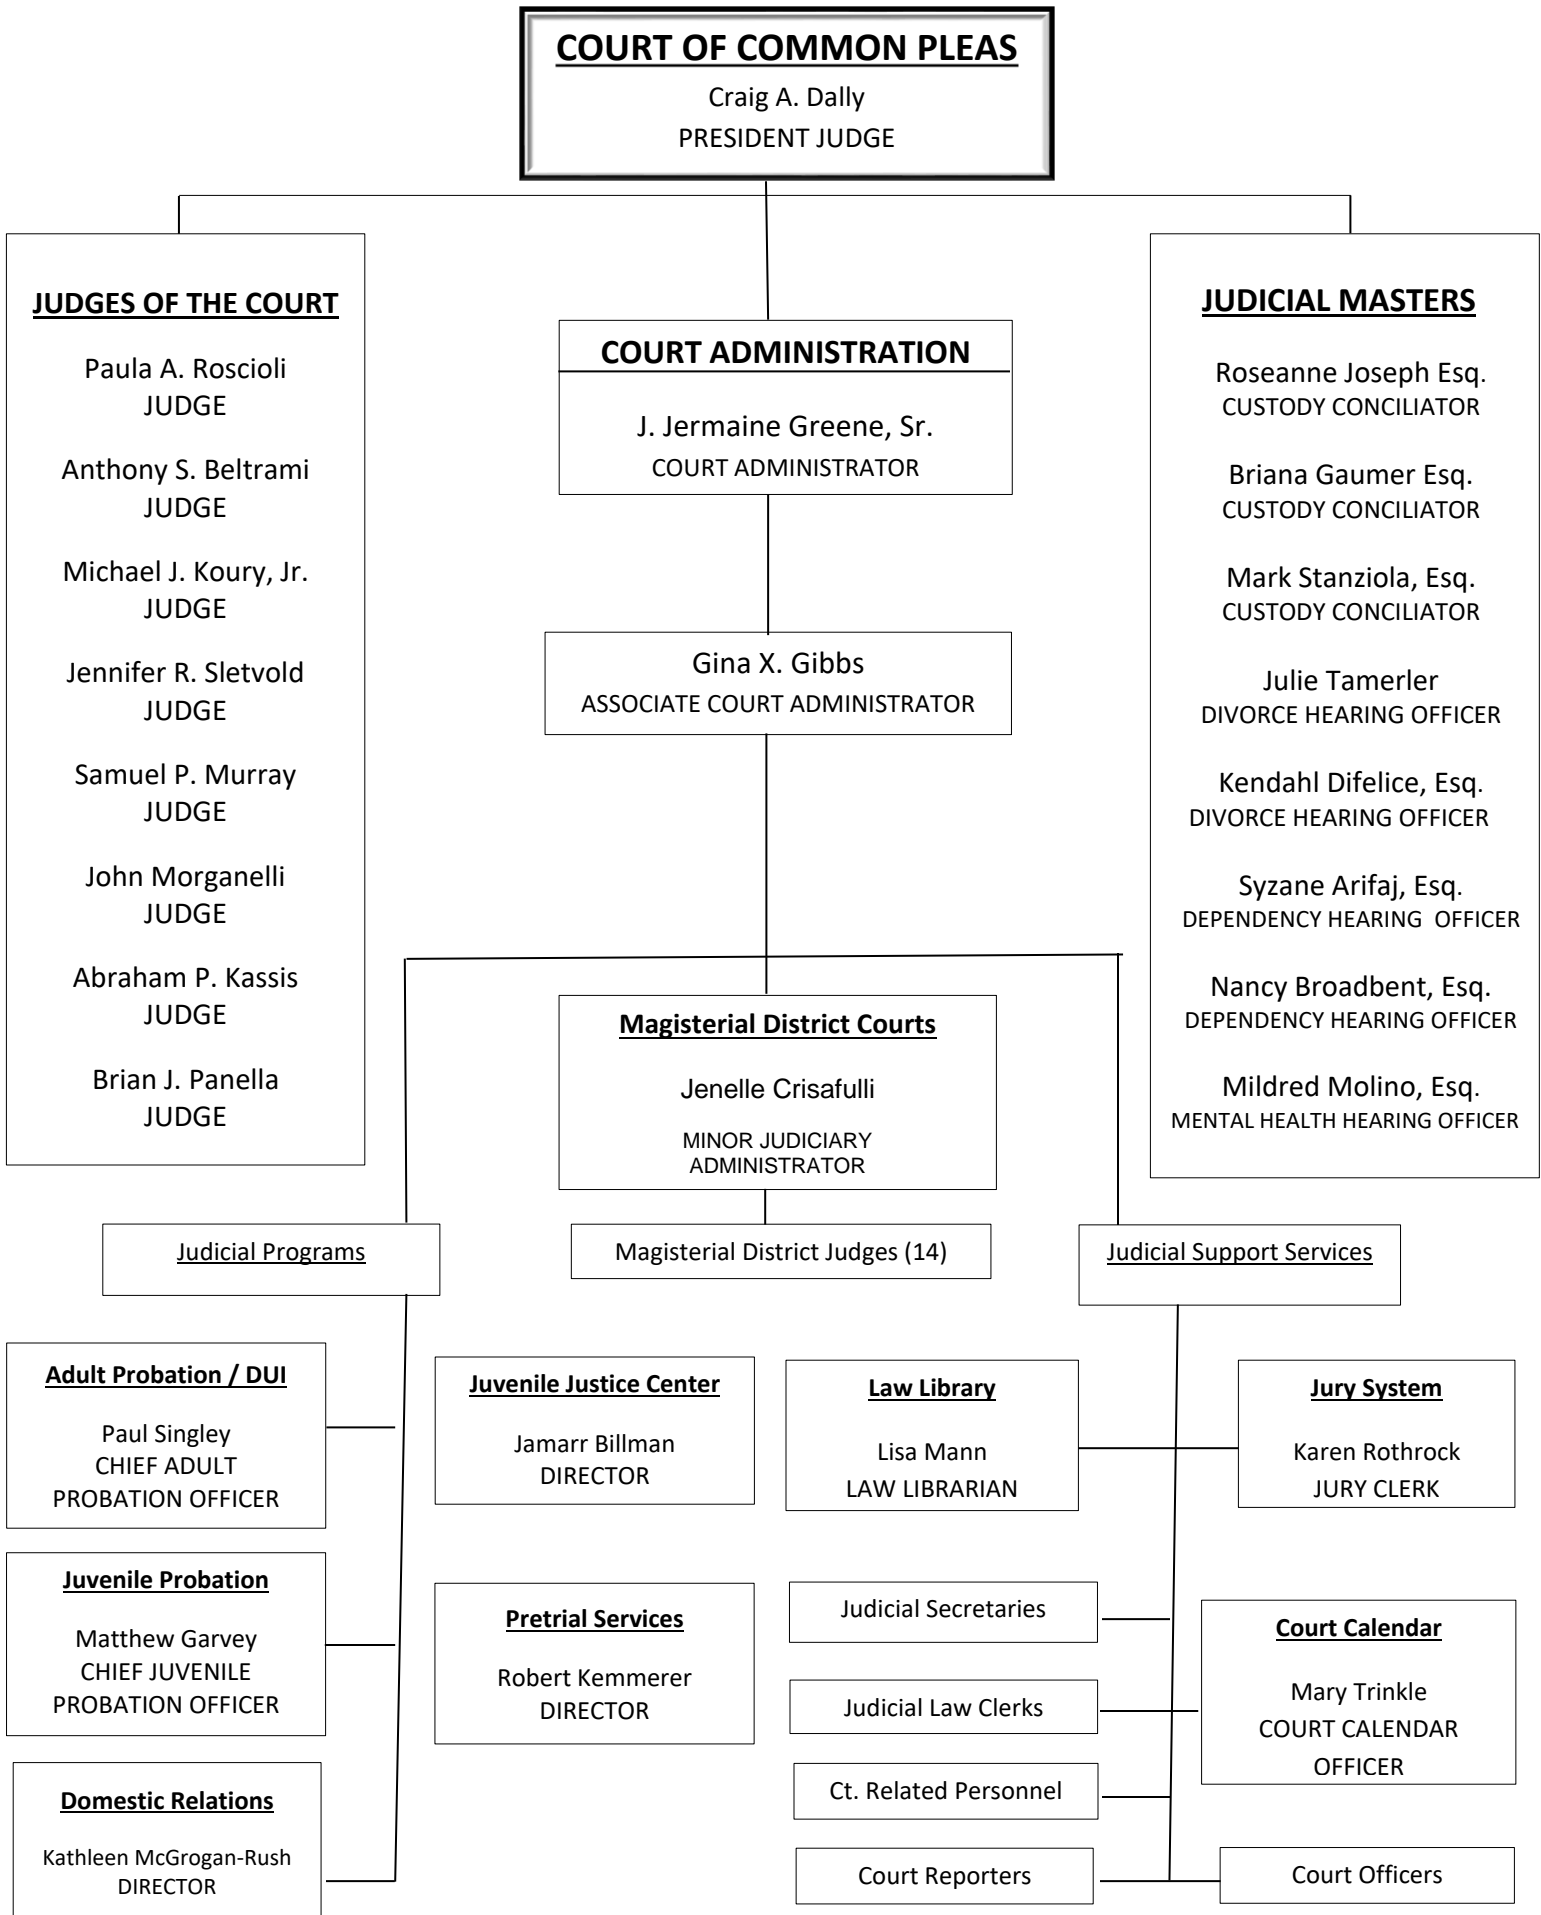 COURT OF COMMON PLEAS
Craig A. Dally
PRESIDENT JUDGE
JUDGES OF THE COURT
Paula A. Roscioli
JUDGE
Anthony S. Beltrami
JUDGE
Michael J. Koury, Jr.
JUDGE
Jennifer R. Sletvold
JUDGE
Samuel P. Murray
JUDGE
John Morganelli
JUDGE
Abraham P. Kassis
JUDGE
Brian J. Panella
JUDGE
COURT ADMINISTRATION
J. Jermaine Greene, Sr.
COURT ADMINISTRATOR
Gina X. Gibbs
ASSOCIATE COURT ADMINISTRATOR
JUDICIAL MASTERS
Roseanne Joseph Esq.
CUSTODY CONCILIATOR
Briana Gaumer Esq.
CUSTODY CONCILIATOR
Mark Stanziola, Esq.
CUSTODY CONCILIATOR
Julie Tamerler
DIVORCE HEARING OFFICER
Kendahl Difelice, Esq.
DIVORCE HEARING OFFICER
Syzane Arifaj, Esq.
DEPENDENCY HEARING OFFICER
Nancy Broadbent, Esq.
DEPENDENCY HEARING OFFICER
Mildred Molino, Esq.
MENTAL HEALTH HEARING OFFICER
Magisterial District Courts
Jenelle Crisafulli
MINOR JUDICIARY
ADMINISTRATOR
Magisterial District Judges (14)
Judicial Programs
Adult Probation / DUI
Paul Singley
CHIEF ADULT
PROBATION OFFICER
Juvenile Probation
Matthew Garvey
CHIEF JUVENILE
PROBATION OFFICER
Domestic Relations
Kathleen McGrogan-Rush
DIRECTOR
Juvenile Justice Center
Jamarr Billman
DIRECTOR
Pretrial Services
Robert Kemmerer
DIRECTOR
Judicial Support Services
Law Library
Lisa Mann
LAW LIBRARIAN
Jury System
Karen Rothrock
JURY CLERK
Judicial Secretaries
Judicial Law Clerks
Ct. Related Personnel
Court Reporters
Court Calendar
Mary Trinkle
COURT CALENDAR
OFFICER
Court Officers